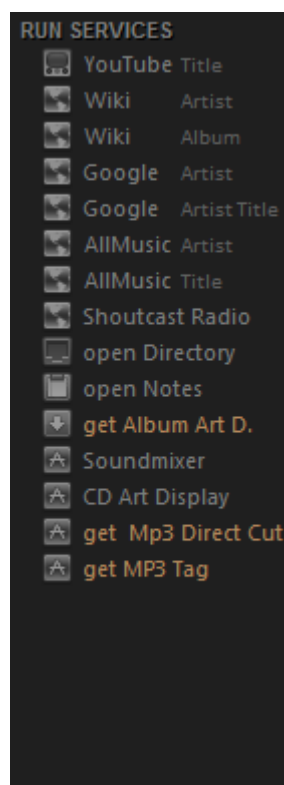 RUN SERVICES
YouTube Title
Wiki Artist
Wiki Album
Google Artist
Google Artist Title
AllMusic Artist
AllMusic Title
Shoutcast Radio
open Directory
open Notes
get Album Art D.
Soundmixer
CD Art Display
get Mp3 Direct Cut
get MP3 Tag